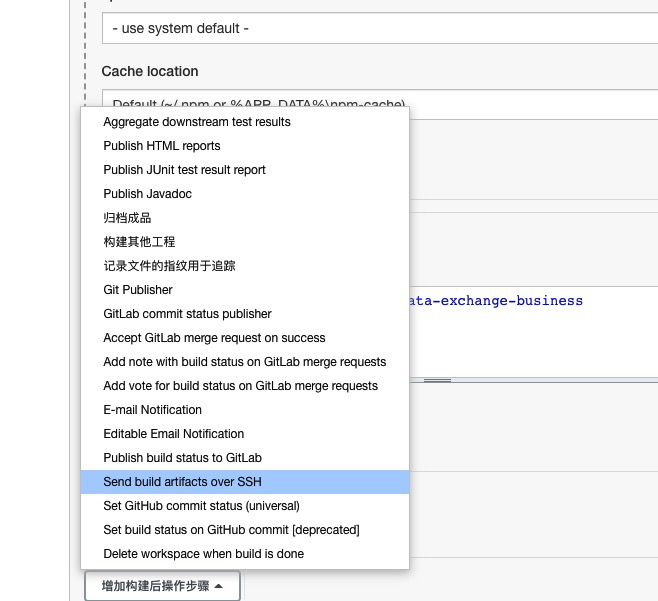 - use system default -
Cache location
Default (~/.npm or %APP_DATA%\npm-cache)
Aggregate downstream test results
Publish HTML reports
Publish JUnit test result report
Publish Javadoc
归档成品
构建其他工程
记录文件的指纹用于追踪
Git Publisher
GitLab commit status publisher
ata-exchange-business
Accept GitLab merge request on success
Add note with build status on GitLab merge requests
Add vote for build status on GitLab merge requests
E-mail Notification
Editable Email Notification
Publish build status to GitLab
Send build artifacts over SSH
Set GitHub commit status (universal)
Set build status on GitHub commit [deprecated]
Delete workspace when build is done
增加构建后操作步骤